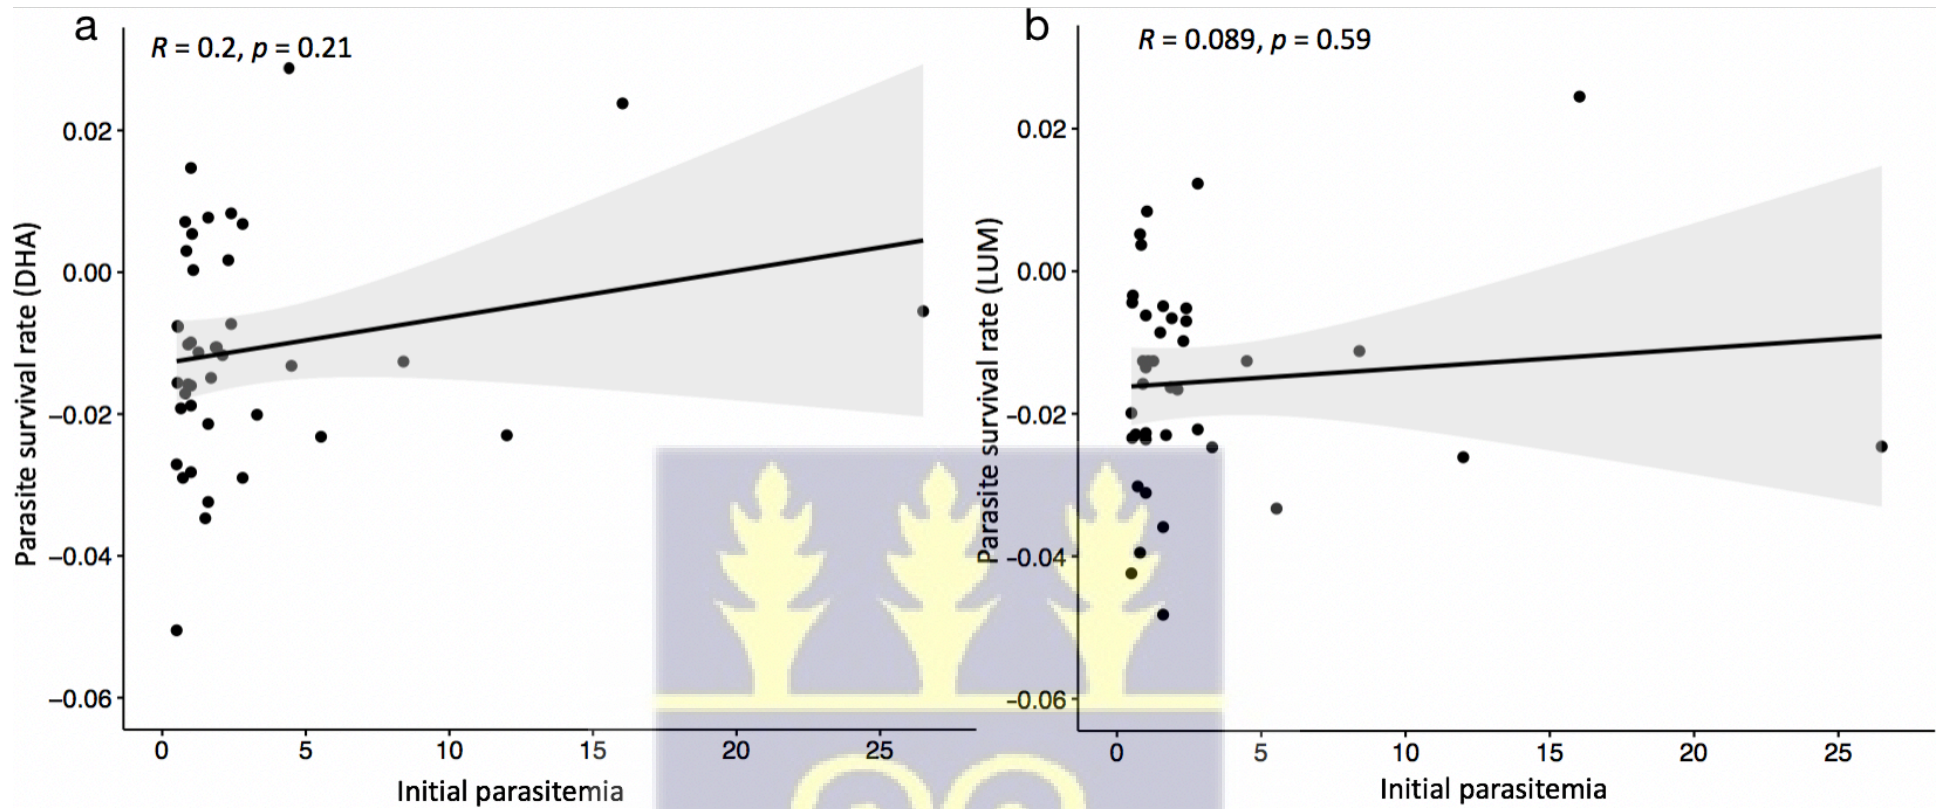 a
R = 0.2, p = 0.21
Parasite survival rate (DHA)
0.02
0.00
−0.02
−0.04
−0.06
0 5 10 15 20 25
Initial parasitemia
b
R = 0.089, p = 0.59
Parasite survival rate (LUM)
0.02
0.00
−0.02
−0.04
−0.06
0 5 10 15 20 25
Initial parasitemia